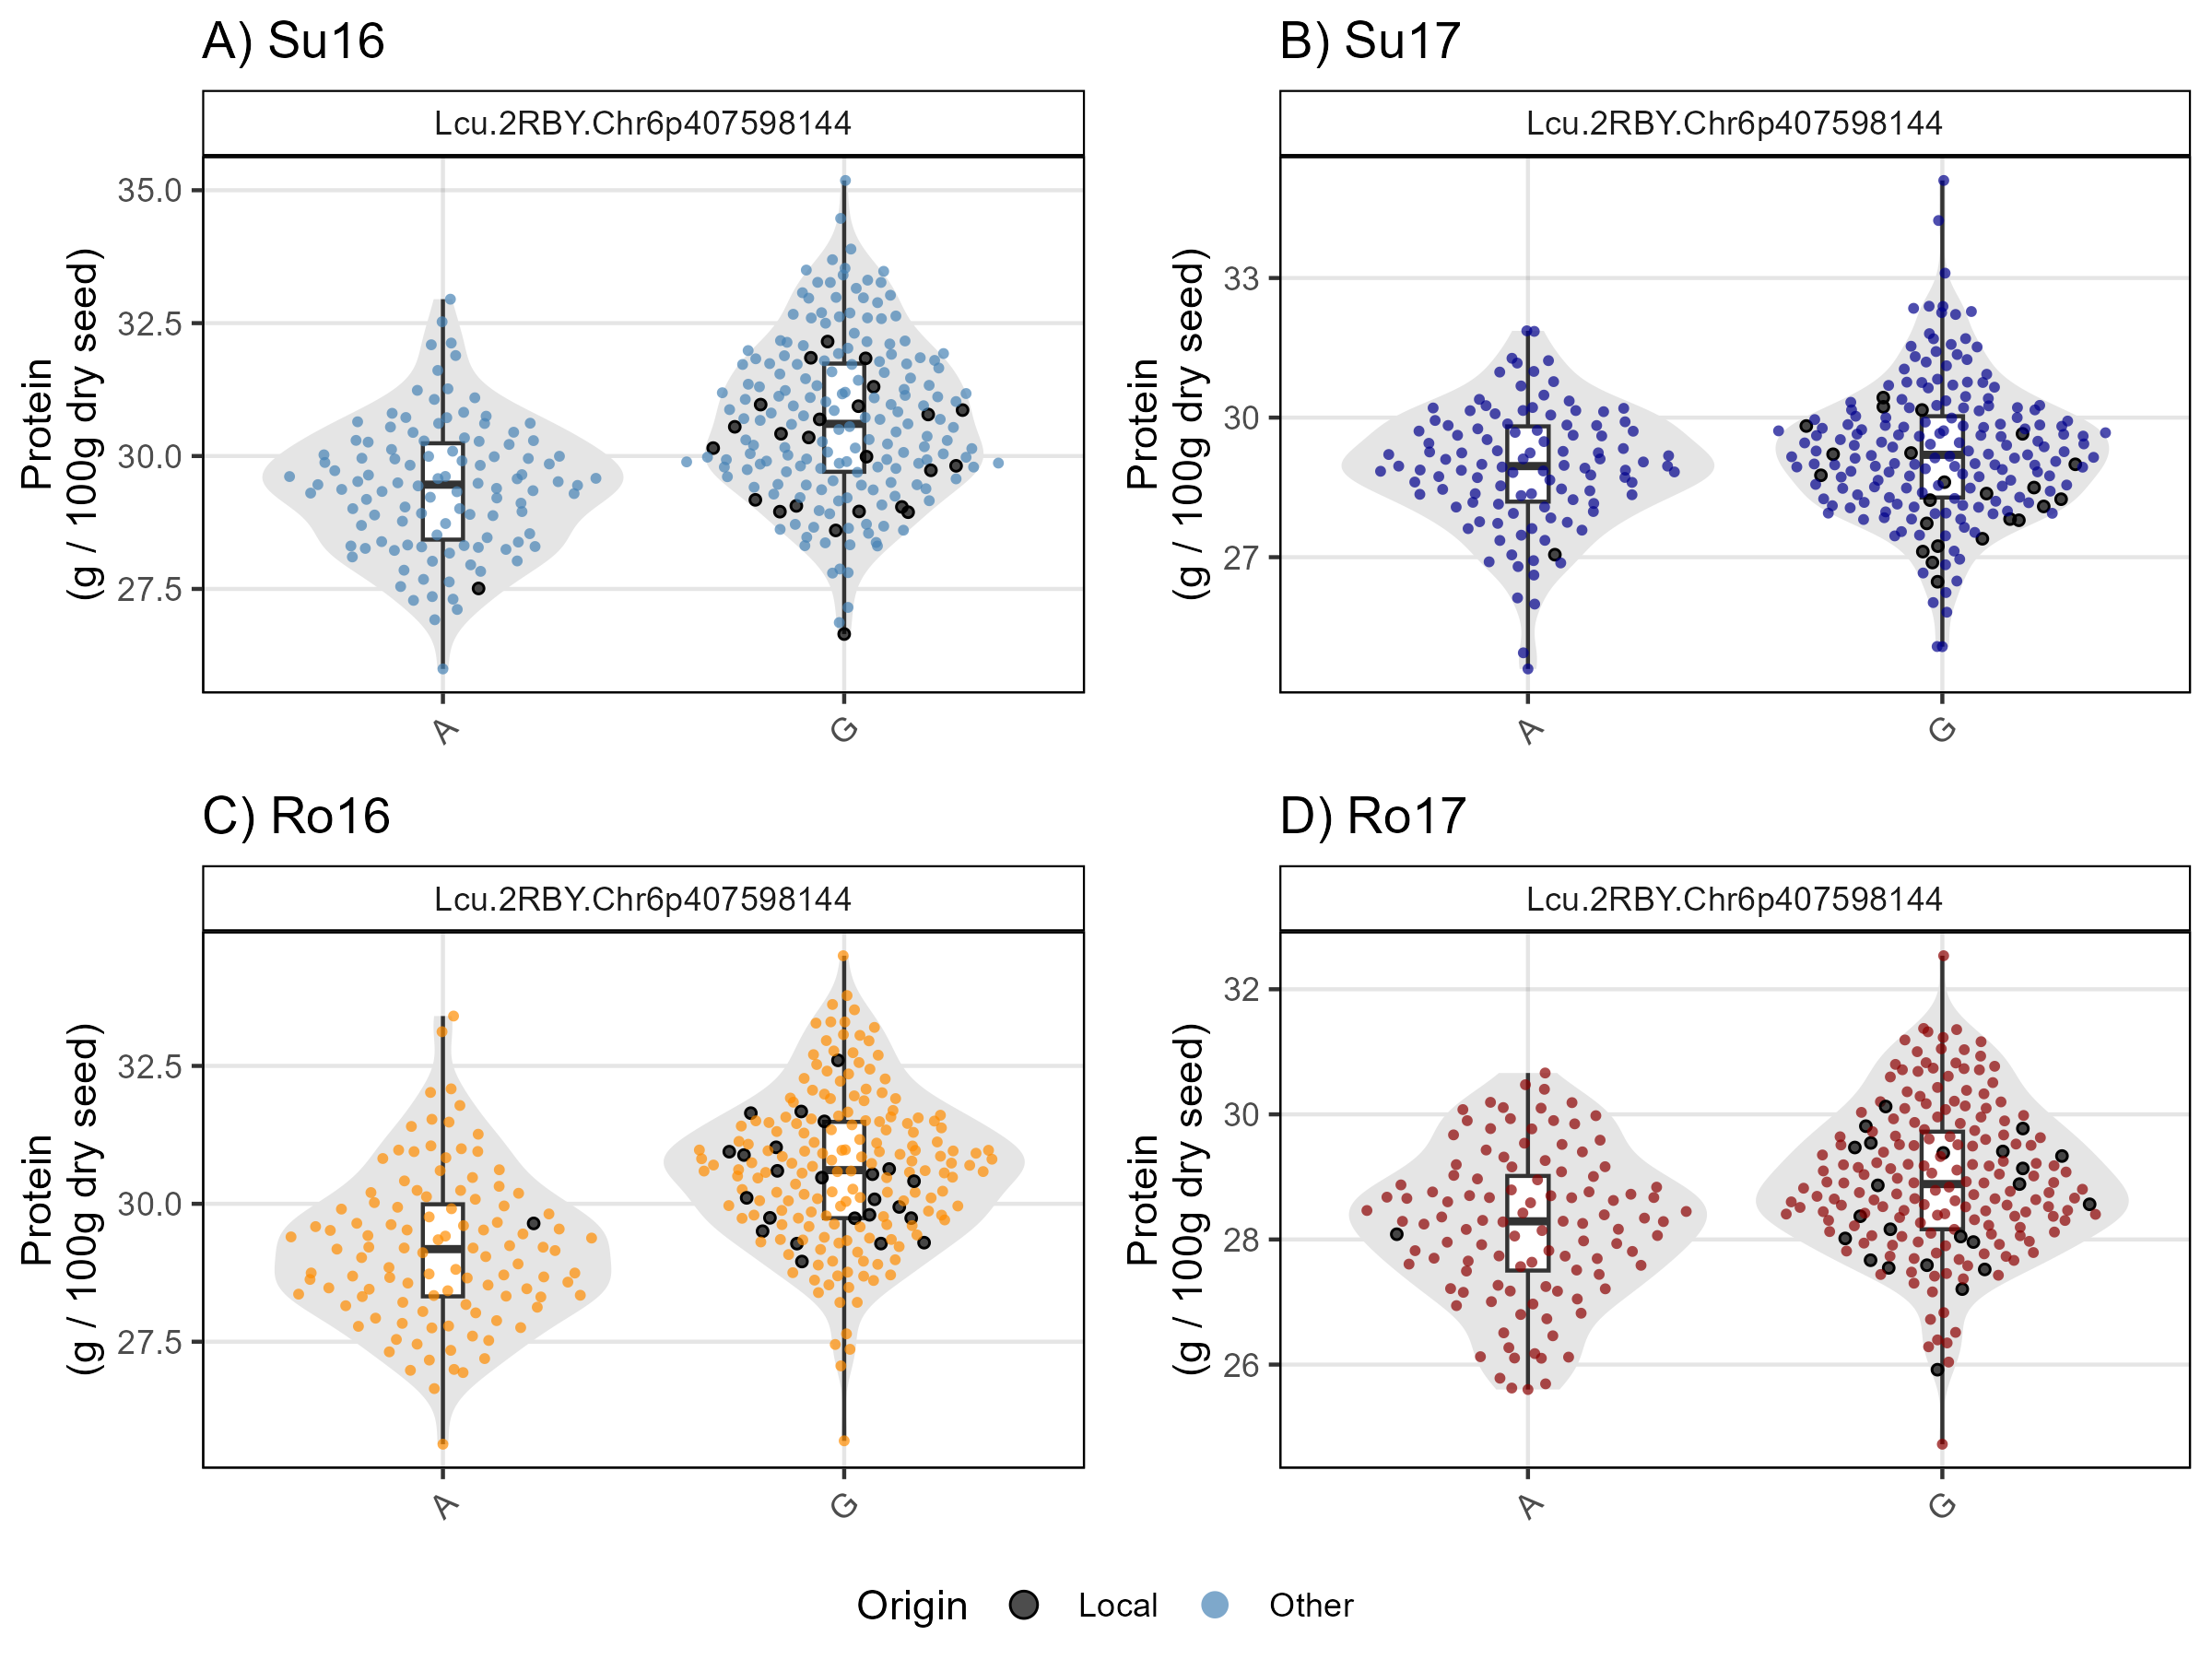 A) Su16
Lcu.2RBY.Chr6p407598144
Protein
(g / 100g dry seed)
35.0
32.5
30.0
27.5
A
G
B) Su17
Lcu.2RBY.Chr6p407598144
Protein
(g / 100g dry seed)
33
30
27
A
G
C) Ro16
Lcu.2RBY.Chr6p407598144
Protein
(g / 100g dry seed)
32.5
30.0
27.5
A
G
D) Ro17
Lcu.2RBY.Chr6p407598144
Protein
(g / 100g dry seed)
32
30
28
26
A
G
Origin Local Other